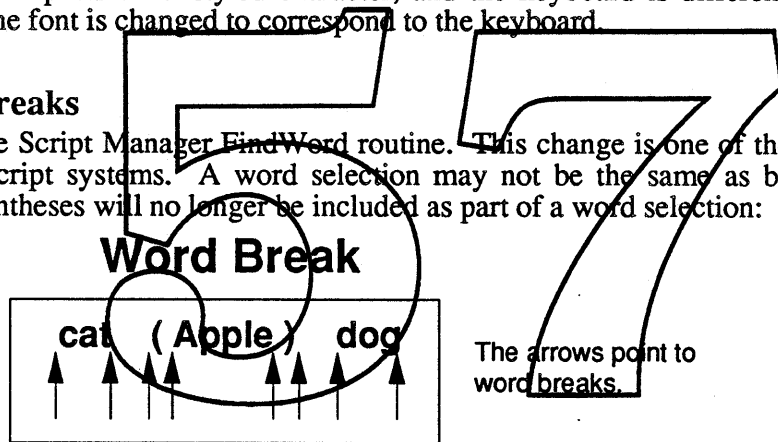 ne font is changed to correspond to the keyboard.
reaks
e Script Manager FindWord routine. This change is one of th
cript systems. A word selection may not be the same as b
ntheses will no longer be included as part of a word selection:
57
Word Break
cat (Apple) dog
The arrows point to
word breaks.